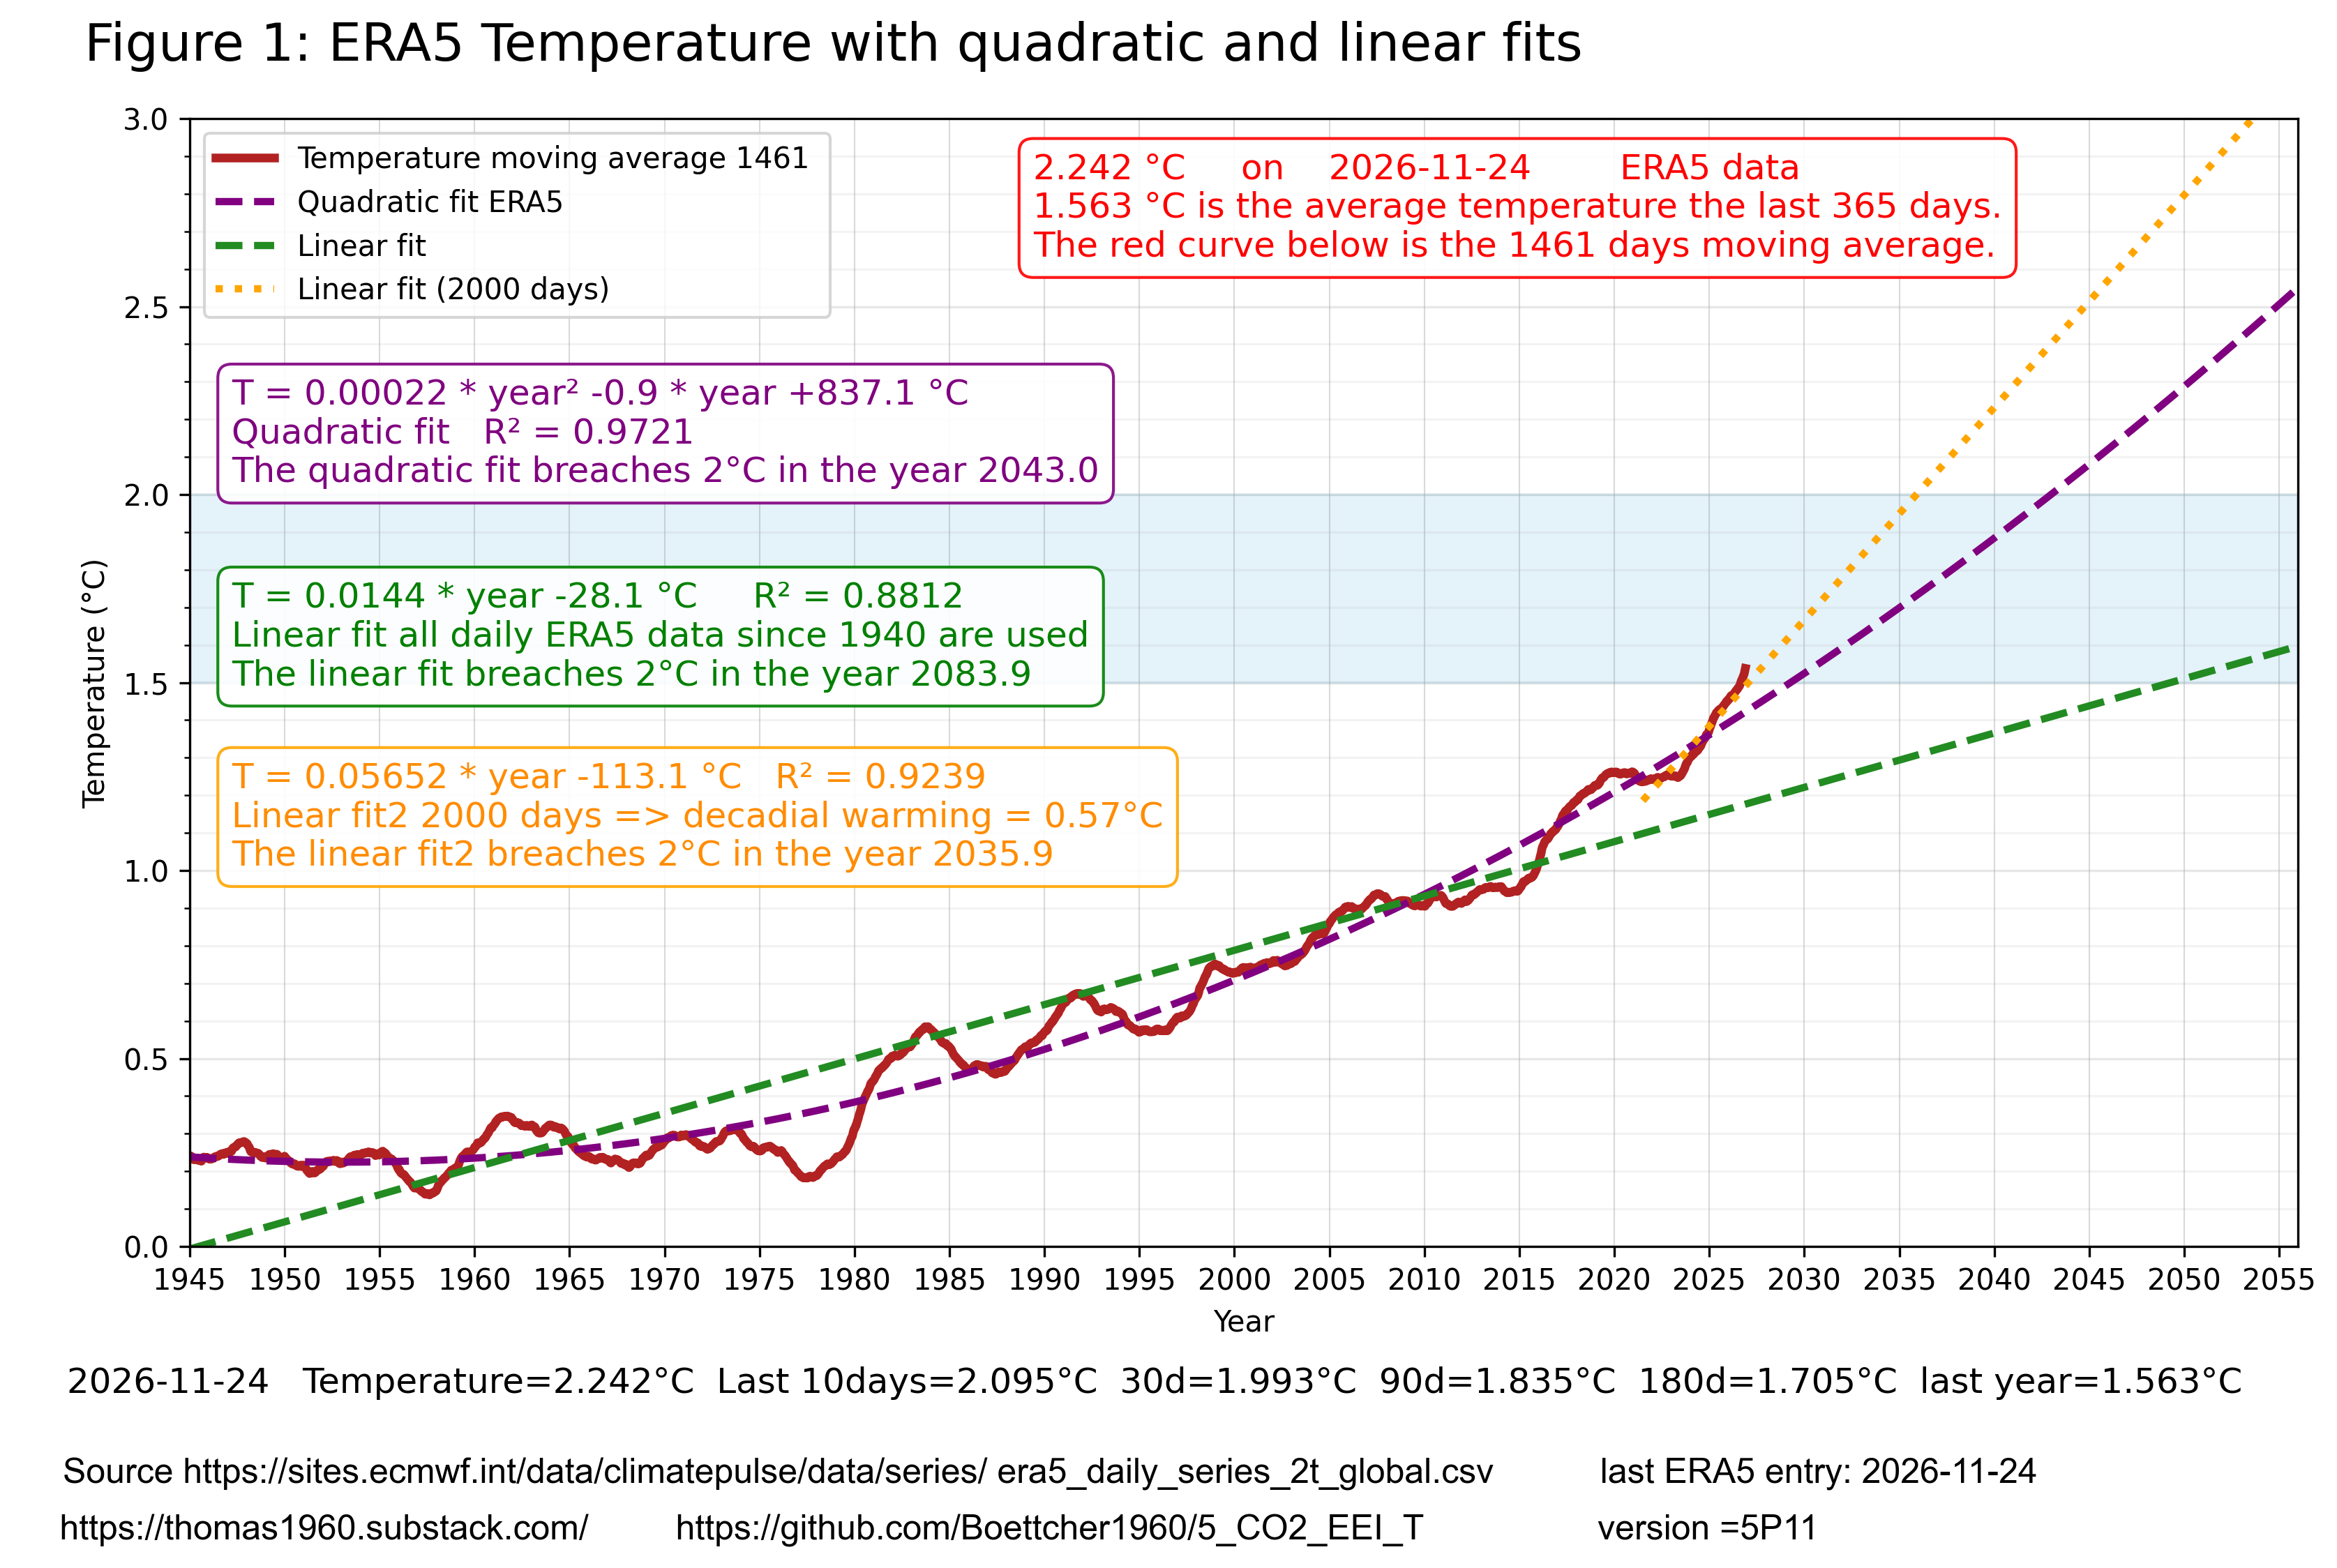 Figure 1: ERA5 Temperature with quadratic and linear fits
3.0
2.5
2.0
1.5
1.0
0.5
0.0
Temperature (°C)
Temperature moving average 1461
Quadratic fit ERA5
Linear fit
Linear fit (2000 days)
2.242 °C on 2026-11-24 ERA5 data
1.563 °C is the average temperature the last 365 days.
The red curve below is the 1461 days moving average.
T = 0.00022 * year² -0.9 * year +837.1 °C
Quadratic fit R² = 0.9721
The quadratic fit breaches 2°C in the year 2043.0
T = 0.0144 * year -28.1 °C R² = 0.8812
Linear fit all daily ERA5 data since 1940 are used
The linear fit breaches 2°C in the year 2083.9
T = 0.05652 * year -113.1 °C R² = 0.9239
Linear fit2 2000 days => decadial warming = 0.57°C
The linear fit2 breaches 2°C in the year 2035.9
1945 1950 1955 1960 1965 1970 1975 1980 1985 1990 1995 2000 2005 2010 2015 2020 2025 2030 2035 2040 2045 2050 2055
Year
2026-11-24 Temperature=2.242°C Last 10days=2.095°C 30d=1.993°C 90d=1.835°C 180d=1.705°C last year=1.563°C
Source https://sites.ecmwf.int/data/climatepulse/data/series/ era5_daily_series_2t_global.csv last ERA5 entry: 2026-11-24
https://thomas1960.substack.com/ https://github.com/Boettcher1960/5_CO2_EEI_T version =5P11